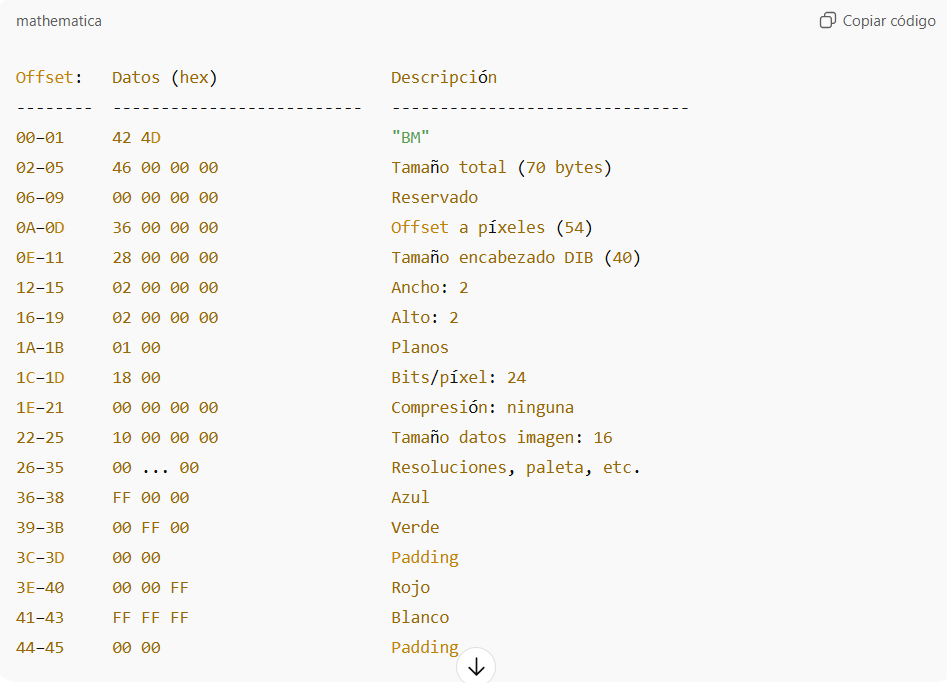 mathematica Copiar código
Offset: Datos (hex) Descripción
-------- -------------------------- -------------------------------
00–01 42 4D "BM"
02–05 46 00 00 00 Tamaño total (70 bytes)
06–09 00 00 00 00 Reservado
0A–0D 36 00 00 00 Offset a píxeles (54)
0E–11 28 00 00 00 Tamaño encabezado DIB (40)
12–15 02 00 00 00 Ancho: 2
16–19 02 00 00 00 Alto: 2
1A–1B 01 00 Planos
1C–1D 18 00 Bits/píxel: 24
1E–21 00 00 00 00 Compresión: ninguna
22–25 10 00 00 00 Tamaño datos imagen: 16
26–35 00 ... 00 Resoluciones, paleta, etc.
36–38 FF 00 00 Azul
39–3B 00 FF 00 Verde
3C–3D 00 00 Padding
3E–40 00 00 FF Rojo
41–43 FF FF FF Blanco
44–45 00 00 Padding